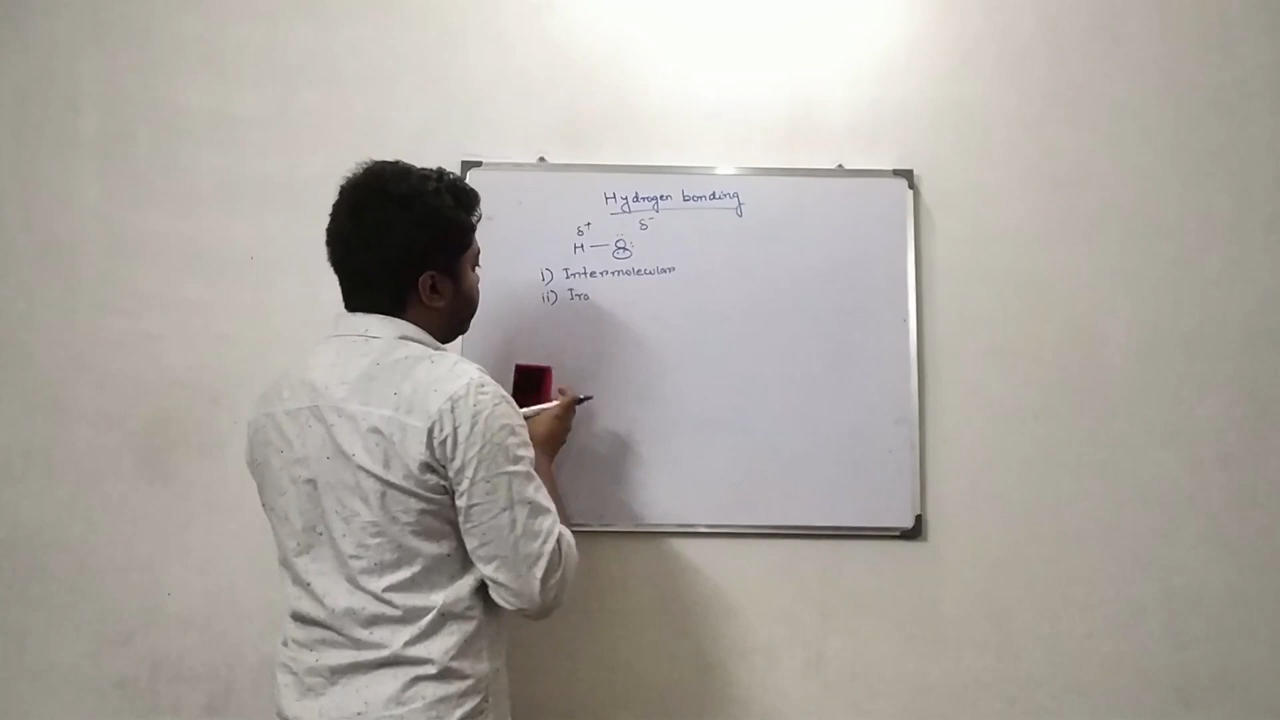 Hydrogen bonding
δ+ δ-
H — O
i) Intermolecular
ii) Ira